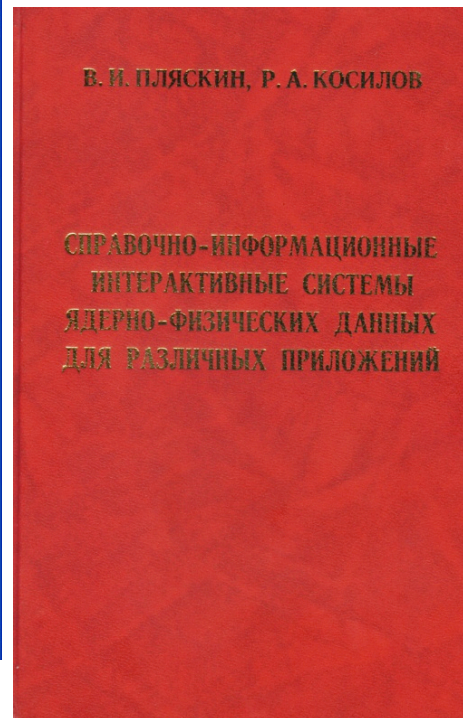 В. И. ПЛЯСКИН, Р. А. КОСИЛОВ
СПРАВОЧНО-ИНФОРМАЦИОННЫЕ
ИНТЕРАКТИВНЫЕ СИСТЕМЫ
ЯДЕРНО-ФИЗИЧЕСКИХ ДАННЫХ
ДЛЯ РАЗЛИЧНЫХ ПРИЛОЖЕНИЙ